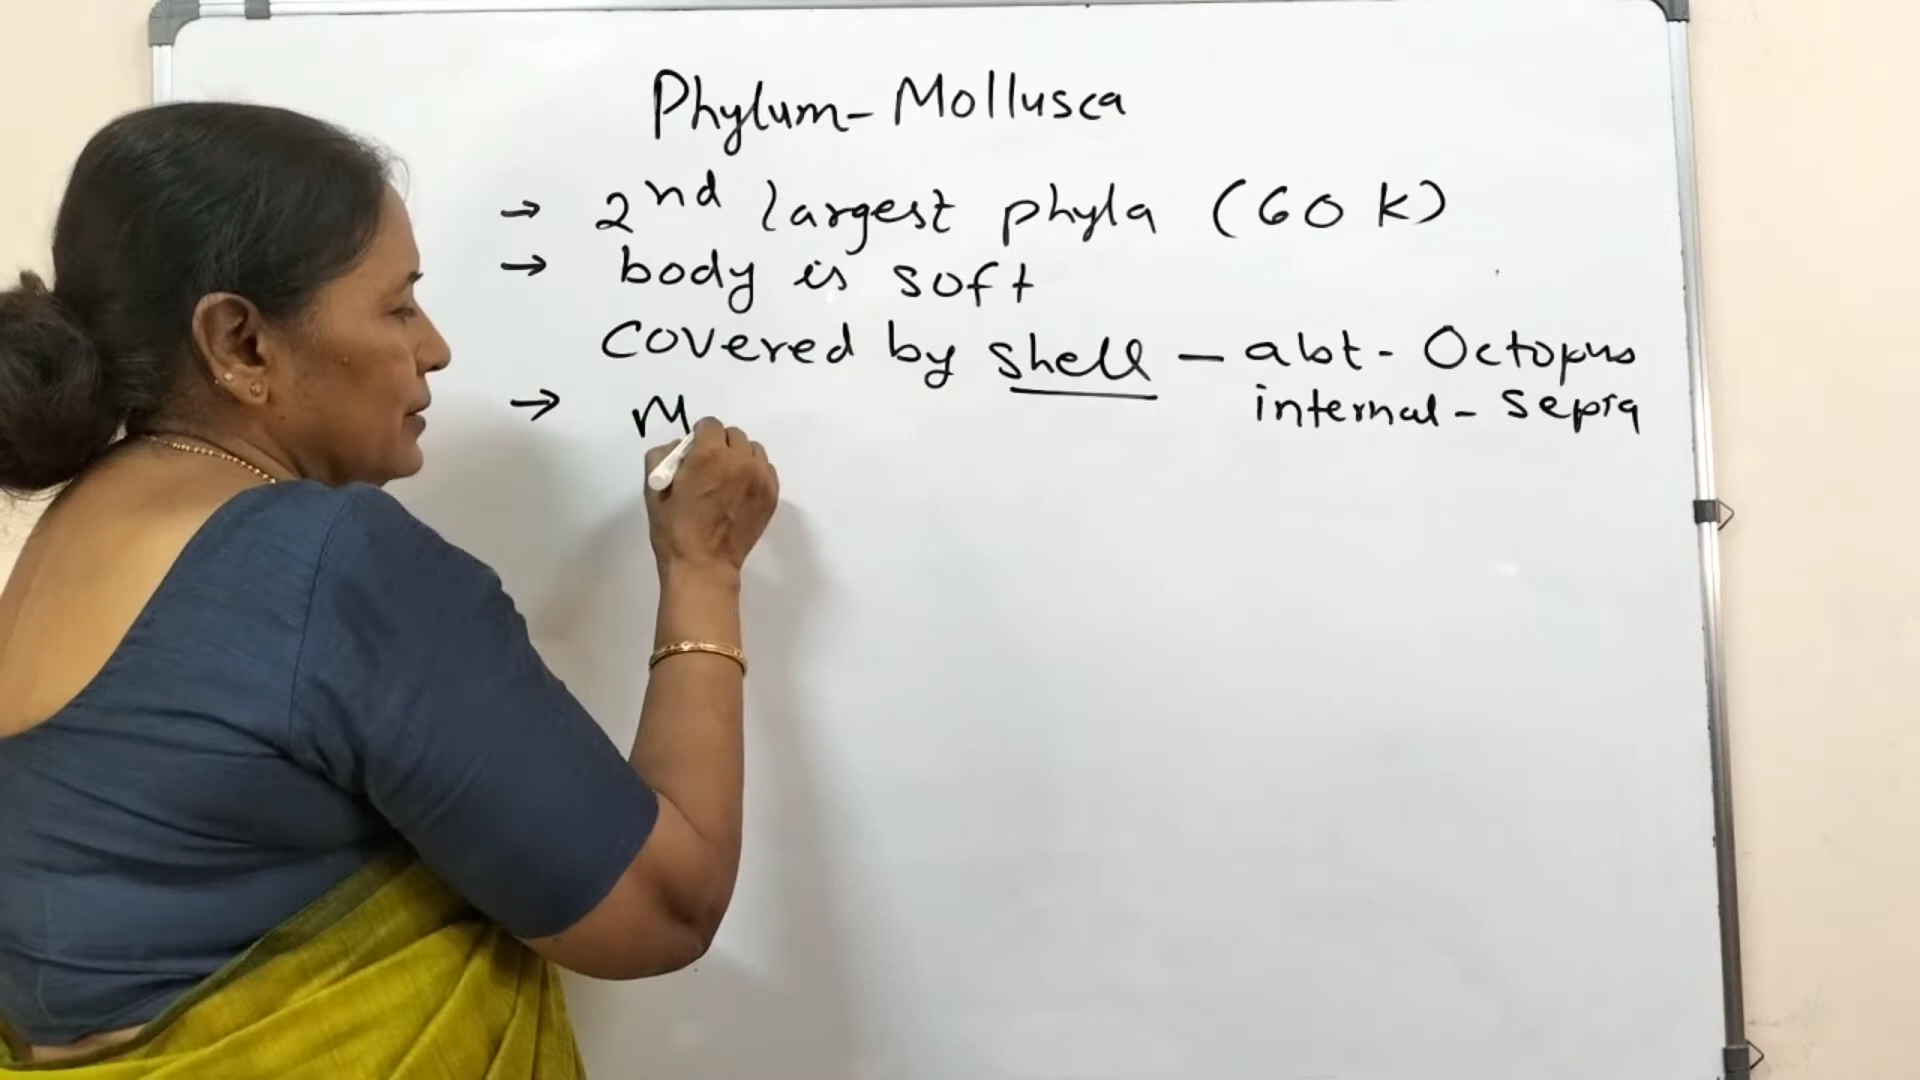 Phylum - Mollusca
→ 2nd largest phyla (60 K)
→ body is soft
Covered by shell — abt - Octopus
internal - Sepia
→ M